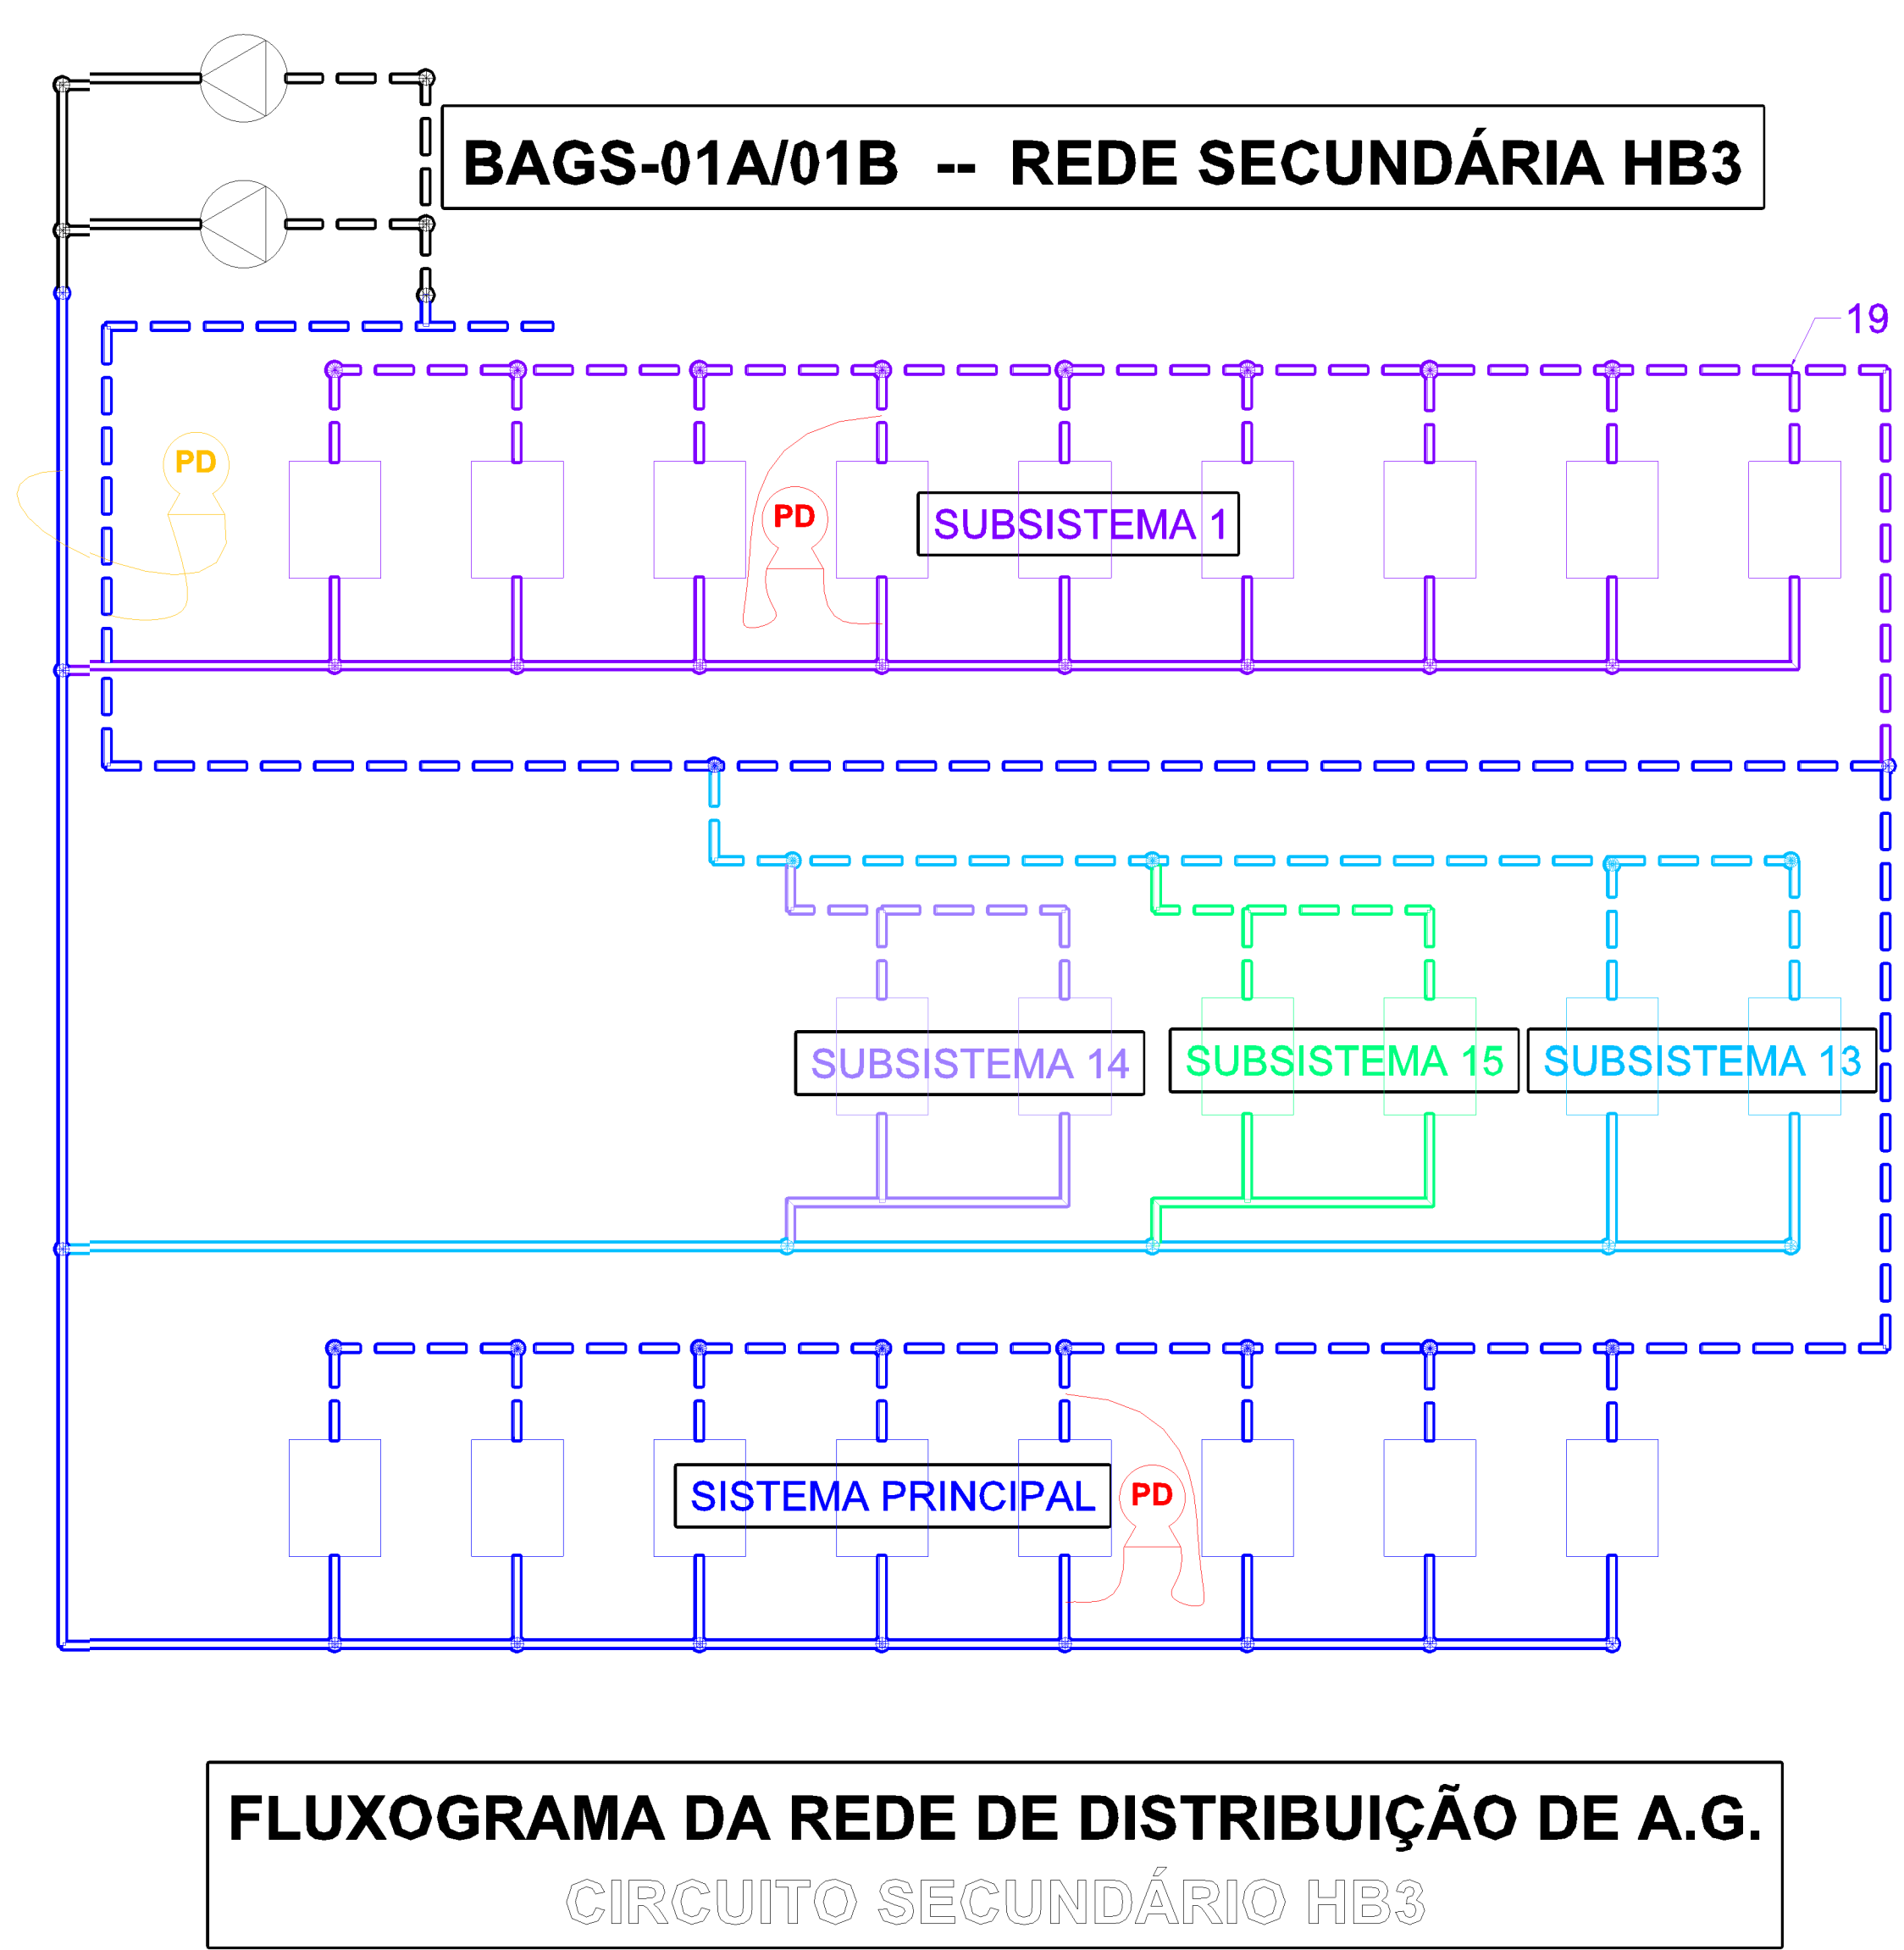 BAGS-01A/01B -- REDE SECUNDÁRIA HB3
19
PD
PD
SUBSISTEMA 1
SUBSISTEMA 14
SUBSISTEMA 15
SUBSISTEMA 13
SISTEMA PRINCIPAL
PD
FLUXOGRAMA DA REDE DE DISTRIBUIÇÃO DE A.G.
CIRCUITO SECUNDÁRIO HB3